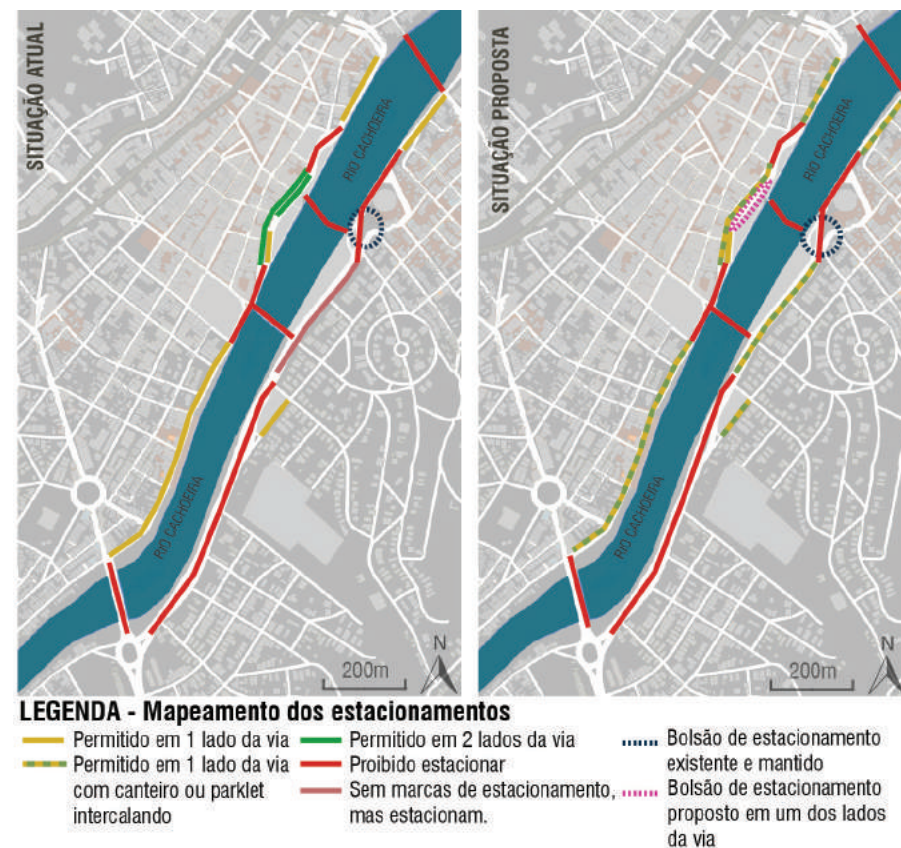 SITUAÇÃO ATUAL
RIO CACHOEIRA
RIO CACHOEIRA
200m
N
SITUAÇÃO PROPOSTA
RIO CACHOEIRA
RIO CACHOEIRA
200m
N
LEGENDA - Mapeamento dos estacionamentos
Permitido em 1 lado da via
Permitido em 1 lado da via
com canteiro ou parklet
intercalando
Permitido em 2 lados da via
Proibido estacionar
Sem marcas de estacionamento,
mas estacionam.
Bolsão de estacionamento
existente e mantido
Bolsão de estacionamento
proposto em um dos lados
da via